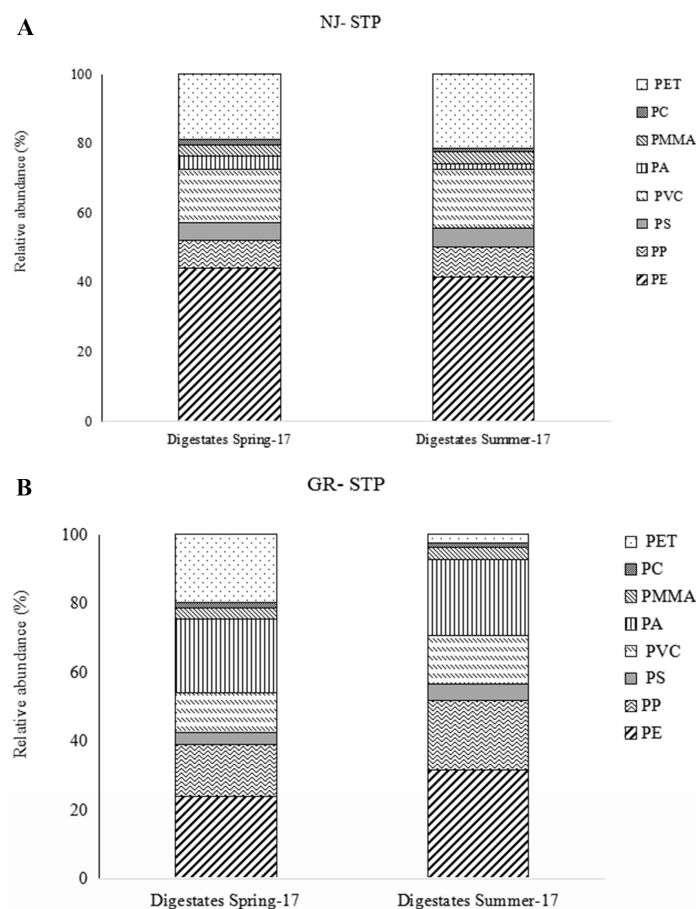 A
NJ- STP
Relative abundance (%)
100
80
60
40
20
0
Digestates Spring-17
Digestates Summer-17
PET
PC
PMMA
PA
PVC
PS
PP
PE
B
GR- STP
Relative abundance (%)
100
80
60
40
20
0
Digestates Spring-17
Digestates Summer-17
PET
PC
PMMA
PA
PVC
PS
PP
PE